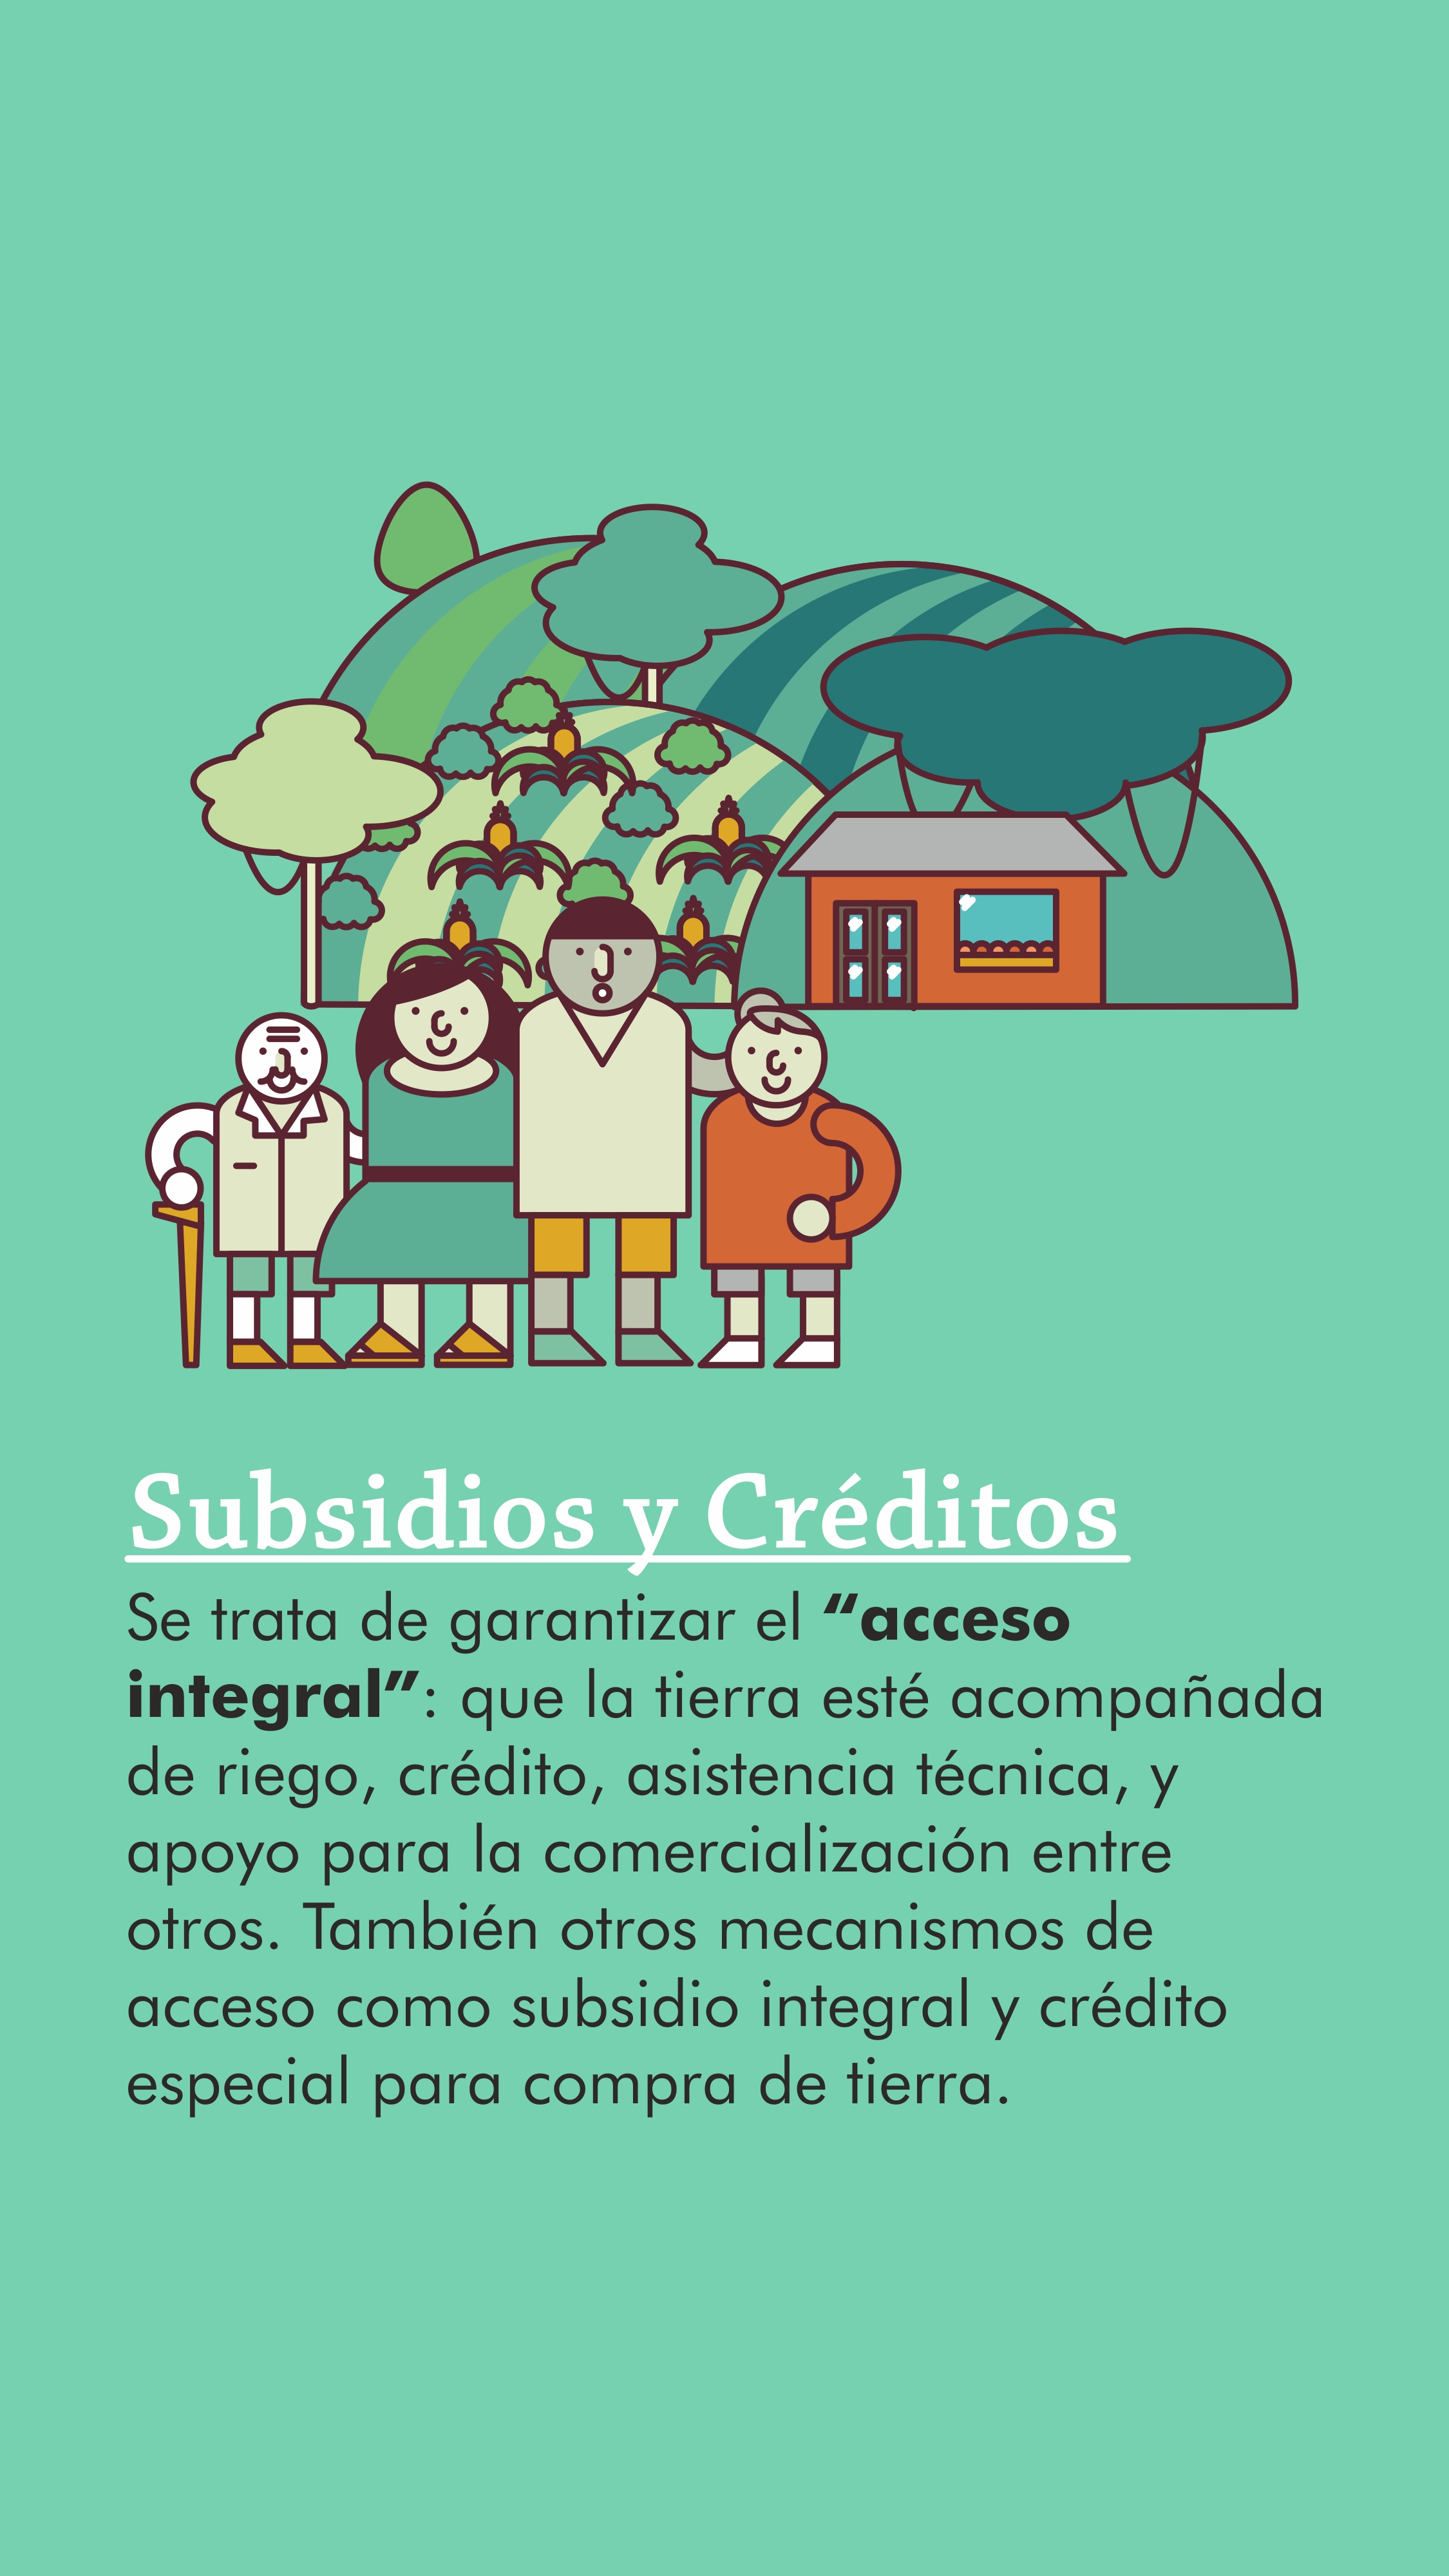 Subsidios y Créditos
Se trata de garantizar el “acceso
integral”: que la tierra esté acompañada
de riego, crédito, asistencia técnica, y
apoyo para la comercialización entre
otros. También otros mecanismos de
acceso como subsidio integral y crédito
especial para compra de tierra.